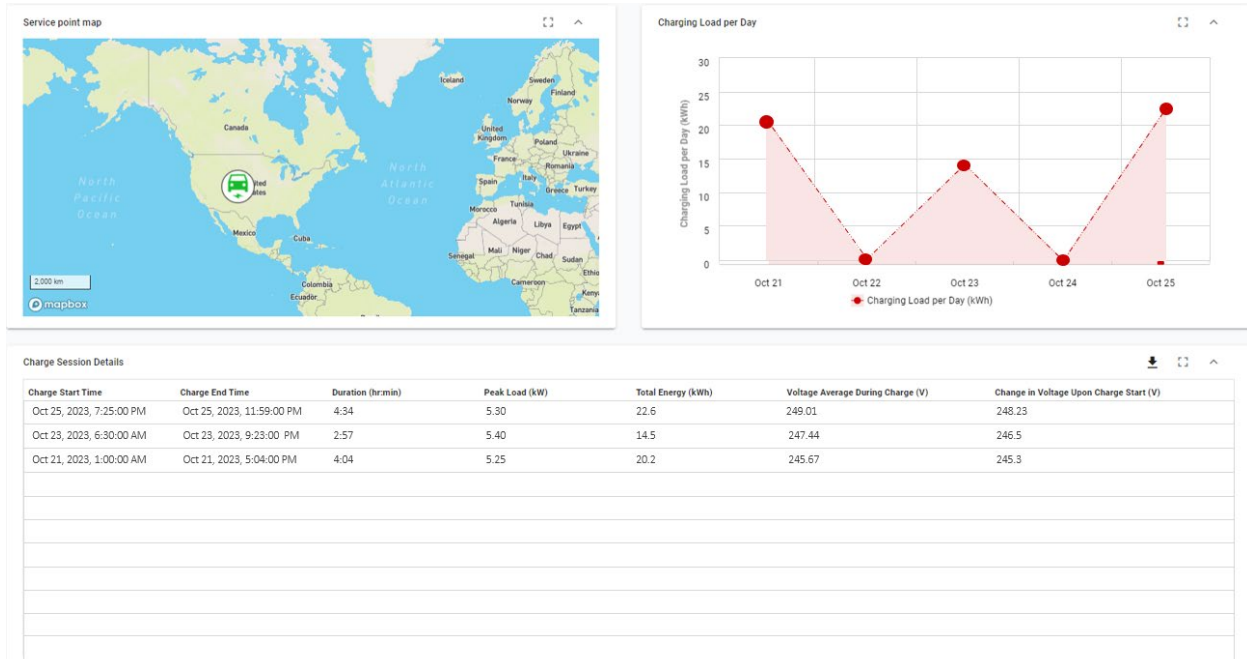 Service point map
Iceland
Sweden
Finland
Norway
Canada
United
Kingdom
Poland
Ukraine
France
Romania
North
Atlantic
Ocean
North
Pacific
Ocean
ited
ates
Spain
Italy
Greece
Turkey
Morocco
Tunisia
Algeria
Libya
Egypt
Mexico
Cuba
Senegal
Mali
Niger
Chad
Sudan
Ethio
2,000 km
Colombia
Cameroon
Keny
Ecuador
Tanzania
mapbox
Charging Load per Day
Charging Load per Day (kWh)
30
25
20
15
10
5
0
Oct 21 Oct 22 Oct 23 Oct 24 Oct 25
Charging Load per Day (kWh)
Charge Session Details
Charge Start Time Charge End Time Duration (hr:min) Peak Load (kW) Total Energy (kWh) Voltage Average During Charge (V) Change in Voltage Upon Charge Start (V)
Oct 25, 2023, 7:25:00 PM Oct 25, 2023, 11:59:00 PM 4:34 5.30 22.6 249.01 248.23
Oct 23, 2023, 6:30:00 AM Oct 23, 2023, 9:23:00 PM 2:57 5.40 14.5 247.44 246.5
Oct 21, 2023, 1:00:00 AM Oct 21, 2023, 5:04:00 PM 4:04 5.25 20.2 245.67 245.3